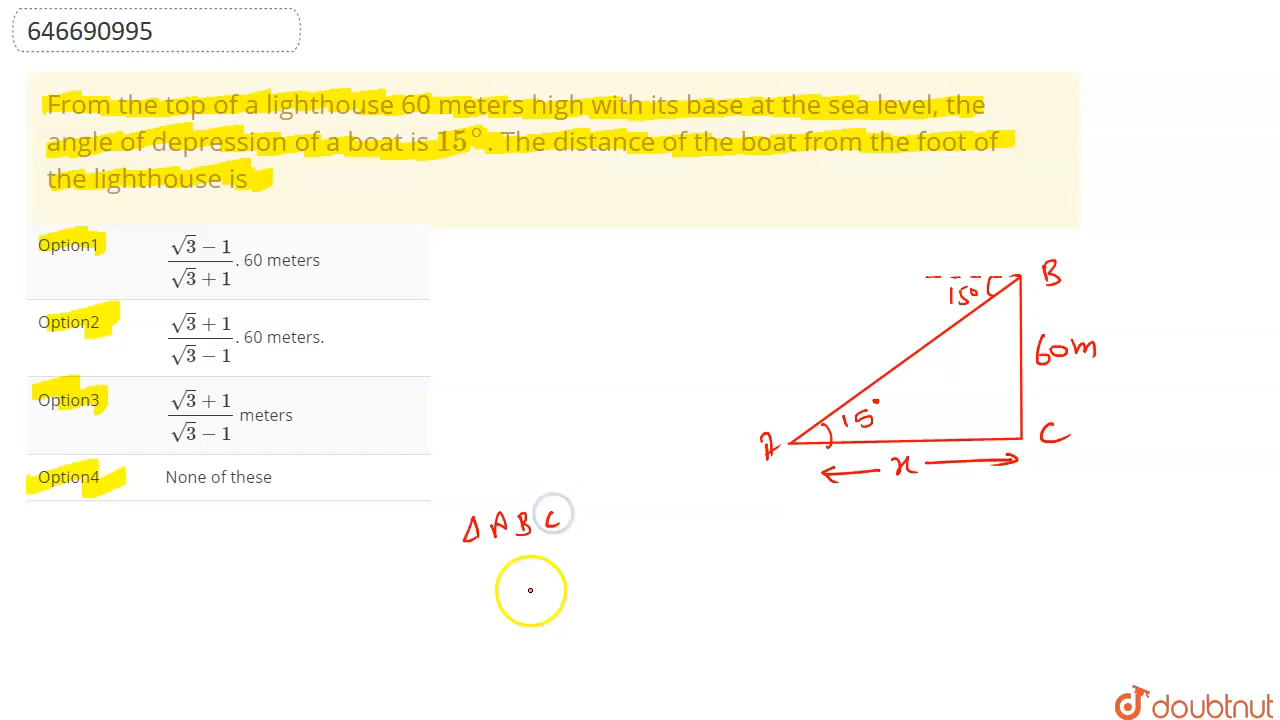 646690995
From the top of a lighthouse 60 meters high with its base at the sea level, the
angle of depression of a boat is 15°. The distance of the boat from the foot of
the lighthouse is
Option1 (√3 − 1)/(√3 + 1). 60 meters
Option2 (√3 + 1)/(√3 − 1). 60 meters.
Option3 (√3 + 1)/(√3 − 1) meters
Option4 None of these
B
15°
60m
15°
A
C
x
Δ A B C
doubtnut